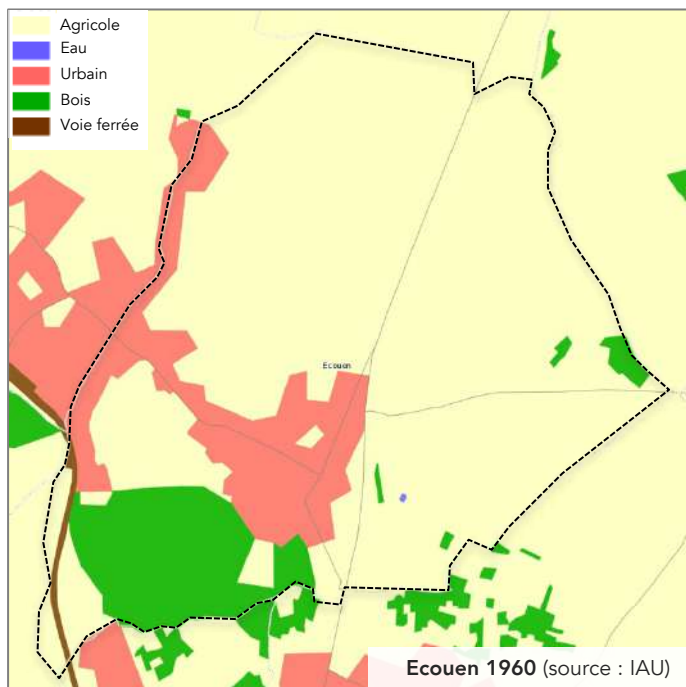 Agricole
Eau
Urbain
Bois
Voie ferrée
Ecouen
Ecouen 1960 (source : IAU)